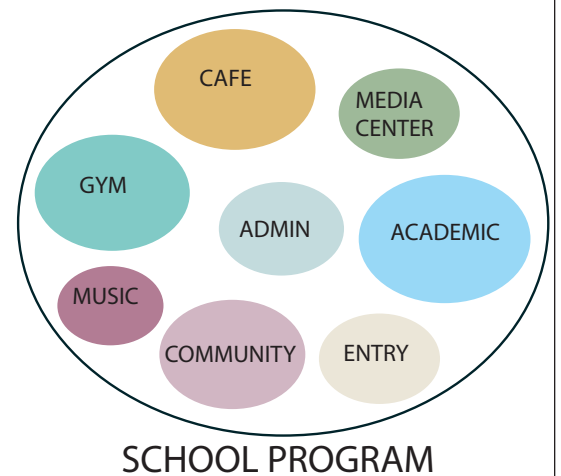 CAFE
MEDIA
CENTER
GYM
ADMIN
ACADEMIC
MUSIC
COMMUNITY
ENTRY
SCHOOL PROGRAM